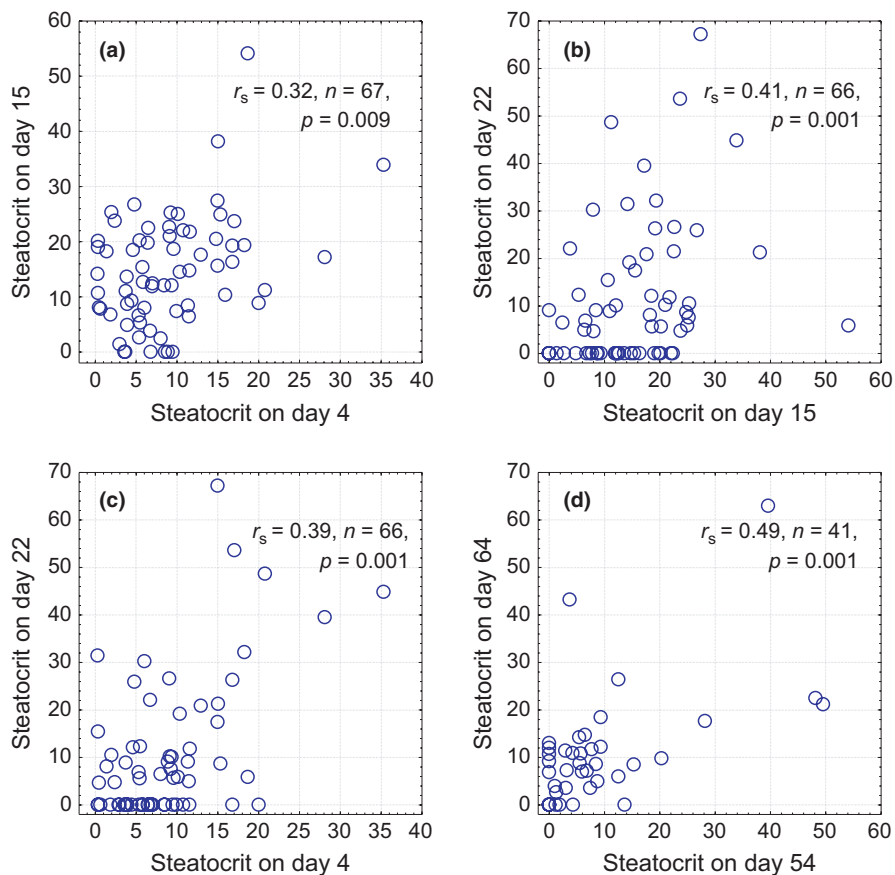 (a)
r_s = 0.32, n = 67,
p = 0.009
Steatocrit on day 15
60
50
40
30
20
10
0
0 5 10 15 20 25 30 35 40
Steatocrit on day 4
(b)
r_s = 0.41, n = 66,
p = 0.001
Steatocrit on day 22
70
60
50
40
30
20
10
0
0 10 20 30 40 50 60
Steatocrit on day 15
(c)
r_s = 0.39, n = 66,
p = 0.001
Steatocrit on day 22
70
60
50
40
30
20
10
0
0 5 10 15 20 25 30 35 40
Steatocrit on day 4
(d)
r_s = 0.49, n = 41,
p = 0.001
Steatocrit on day 64
70
60
50
40
30
20
10
0
0 10 20 30 40 50 60
Steatocrit on day 54